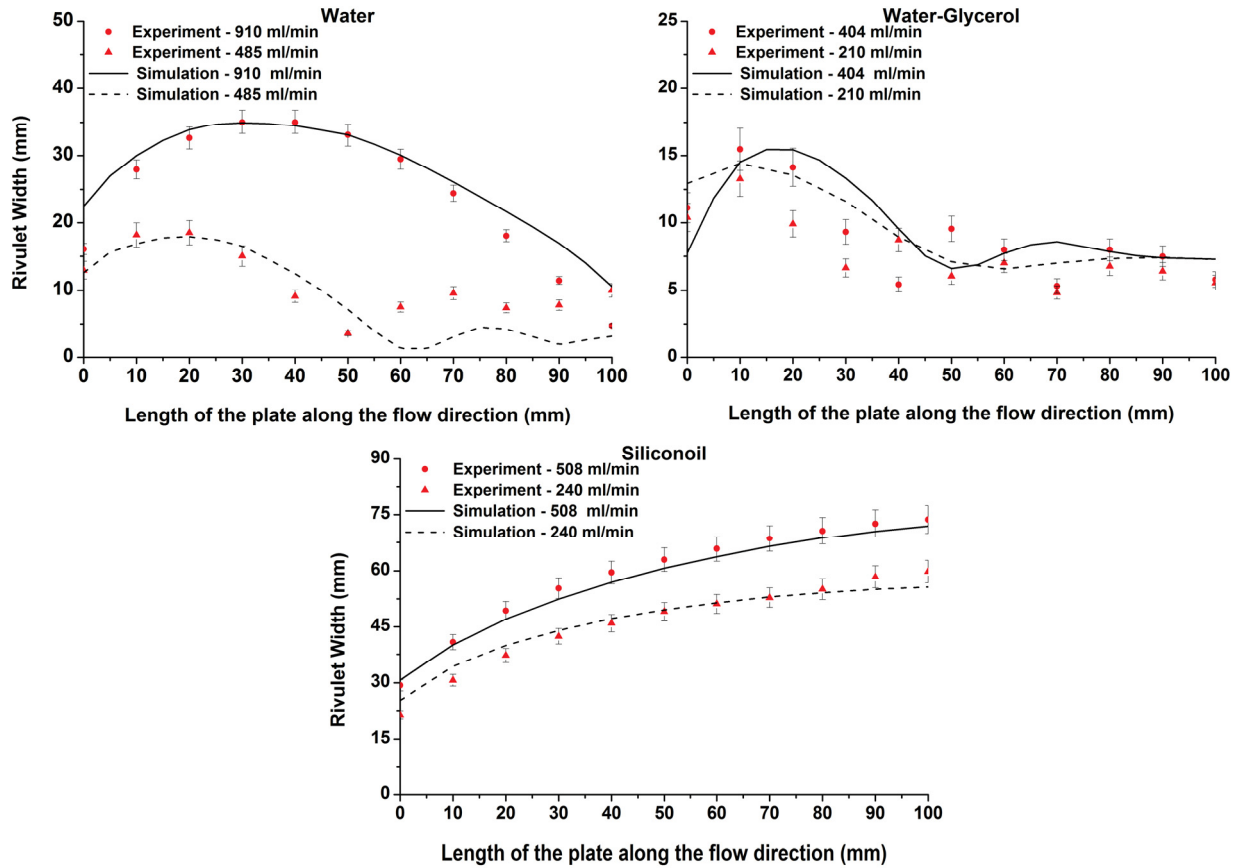 Water
Experiment - 910 ml/min
Experiment - 485 ml/min
Simulation - 910 ml/min
Simulation - 485 ml/min
50
40
30
20
10
0
Rivulet Width (mm)
0 10 20 30 40 50 60 70 80 90 100
Length of the plate along the flow direction (mm)
Water-Glycerol
Experiment - 404 ml/min
Experiment - 210 ml/min
Simulation - 404 ml/min
Simulation - 210 ml/min
25
20
15
10
5
0
Rivulet Width (mm)
0 10 20 30 40 50 60 70 80 90 100
Length of the plate along the flow direction (mm)
Siliconoil
Experiment - 508 ml/min
Experiment - 240 ml/min
Simulation - 508 ml/min
Simulation - 240 ml/min
90
75
60
45
30
15
0
Rivulet Width (mm)
0 10 20 30 40 50 60 70 80 90 100
Length of the plate along the flow direction (mm)